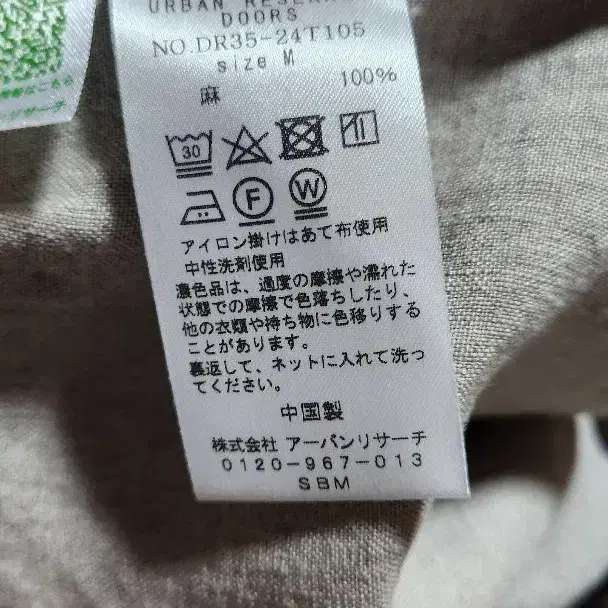 URBAN RESEARCH
DOORS
NO.DR35-24T105
size M
麻 100%
30
F W
アイロン掛けはあて布使用
中性洗剤使用
濃色品は、過度の摩擦や濡れた
状態での摩擦で色落ちしたり、
他の衣類や持ち物に色移りする
ことがあります。
裏返して、ネットに入れて洗っ
てください。
中国製
株式会社 アーバンリサーチ
0120-967-013
SBM